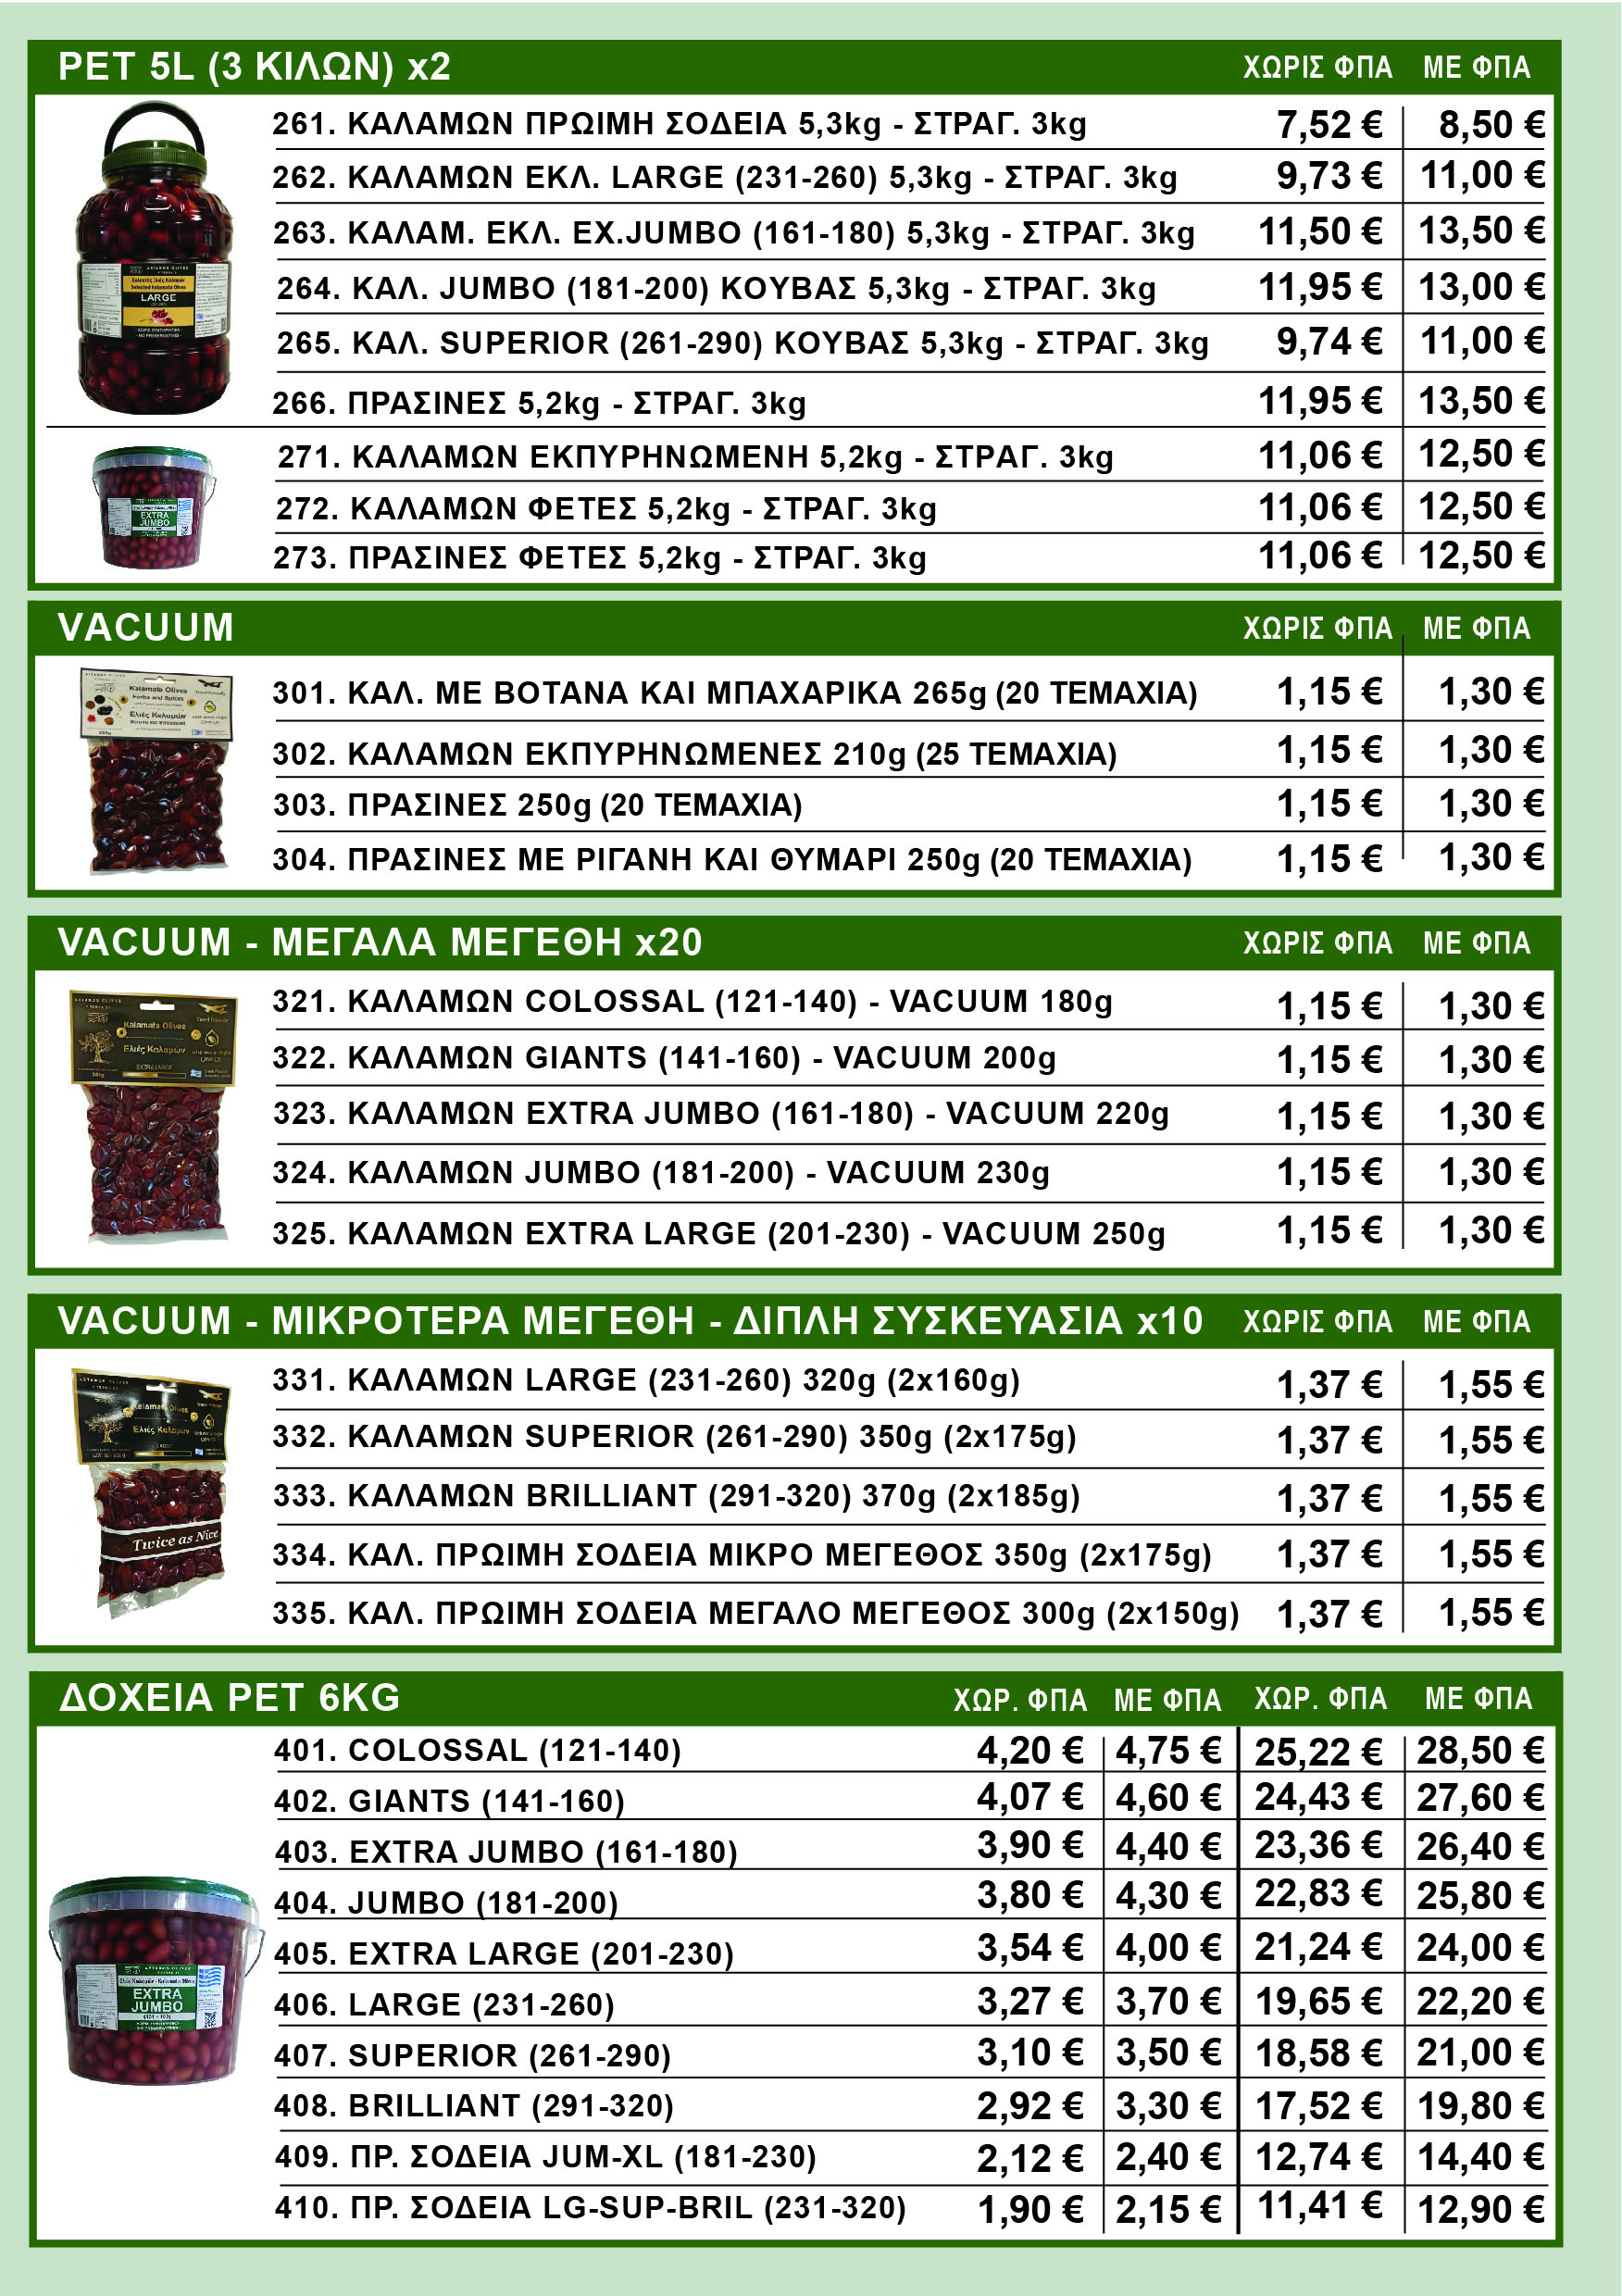 PET 5L (3 ΚΙΛΩΝ) x2 ΧΩΡΙΣ ΦΠΑ ΜΕ ΦΠΑ
261. ΚΑΛΑΜΩΝ ΠΡΩΙΜΗ ΣΟΔΕΙΑ 5,3kg - ΣΤΡΑΓ. 3kg 7,52 € 8,50 €
262. ΚΑΛΑΜΩΝ ΕΚΛ. LARGE (231-260) 5,3kg - ΣΤΡΑΓ. 3kg 9,73 € 11,00 €
263. ΚΑΛΑΜ. ΕΚΛ. EX.JUMBO (161-180) 5,3kg - ΣΤΡΑΓ. 3kg 11,50 € 13,50 €
264. ΚΑΛ. JUMBO (181-200) ΚΟΥΒΑΣ 5,3kg - ΣΤΡΑΓ. 3kg 11,95 € 13,00 €
265. ΚΑΛ. SUPERIOR (261-290) ΚΟΥΒΑΣ 5,3kg - ΣΤΡΑΓ. 3kg 9,74 € 11,00 €
266. ΠΡΑΣΙΝΕΣ 5,2kg - ΣΤΡΑΓ. 3kg 11,95 € 13,50 €
271. ΚΑΛΑΜΩΝ ΕΚΠΥΡΗΝΩΜΕΝΗ 5,2kg - ΣΤΡΑΓ. 3kg 11,06 € 12,50 €
272. ΚΑΛΑΜΩΝ ΦΕΤΕΣ 5,2kg - ΣΤΡΑΓ. 3kg 11,06 € 12,50 €
273. ΠΡΑΣΙΝΕΣ ΦΕΤΕΣ 5,2kg - ΣΤΡΑΓ. 3kg 11,06 € 12,50 €
LARGE
EXTRA
JUMBO
VACUUM ΧΩΡΙΣ ΦΠΑ ΜΕ ΦΠΑ
301. ΚΑΛ. ΜΕ ΒΟΤΑΝΑ ΚΑΙ ΜΠΑΧΑΡΙΚΑ 265g (20 ΤΕΜΑΧΙΑ) 1,15 € 1,30 €
302. ΚΑΛΑΜΩΝ ΕΚΠΥΡΗΝΩΜΕΝΕΣ 210g (25 ΤΕΜΑΧΙΑ) 1,15 € 1,30 €
303. ΠΡΑΣΙΝΕΣ 250g (20 ΤΕΜΑΧΙΑ) 1,15 € 1,30 €
304. ΠΡΑΣΙΝΕΣ ΜΕ ΡΙΓΑΝΗ ΚΑΙ ΘΥΜΑΡΙ 250g (20 ΤΕΜΑΧΙΑ) 1,15 € 1,30 €
Kalamata Olives
Herbs and Spices
Ελιές Καλαμών
VACUUM - ΜΕΓΑΛΑ ΜΕΓΕΘΗ x20 ΧΩΡΙΣ ΦΠΑ ΜΕ ΦΠΑ
321. ΚΑΛΑΜΩΝ COLOSSAL (121-140) - VACUUM 180g 1,15 € 1,30 €
322. ΚΑΛΑΜΩΝ GIANTS (141-160) - VACUUM 200g 1,15 € 1,30 €
323. ΚΑΛΑΜΩΝ EXTRA JUMBO (161-180) - VACUUM 220g 1,15 € 1,30 €
324. ΚΑΛΑΜΩΝ JUMBO (181-200) - VACUUM 230g 1,15 € 1,30 €
325. ΚΑΛΑΜΩΝ EXTRA LARGE (201-230) - VACUUM 250g 1,15 € 1,30 €
Kalamata Olives
Ελιές Καλαμών
EXTRA LARGE
VACUUM - ΜΙΚΡΟΤΕΡΑ ΜΕΓΕΘΗ - ΔΙΠΛΗ ΣΥΣΚΕΥΑΣΙΑ x10 ΧΩΡΙΣ ΦΠΑ ΜΕ ΦΠΑ
331. ΚΑΛΑΜΩΝ LARGE (231-260) 320g (2x160g) 1,37 € 1,55 €
332. ΚΑΛΑΜΩΝ SUPERIOR (261-290) 350g (2x175g) 1,37 € 1,55 €
333. ΚΑΛΑΜΩΝ BRILLIANT (291-320) 370g (2x185g) 1,37 € 1,55 €
334. ΚΑΛ. ΠΡΩΙΜΗ ΣΟΔΕΙΑ ΜΙΚΡΟ ΜΕΓΕΘΟΣ 350g (2x175g) 1,37 € 1,55 €
335. ΚΑΛ. ΠΡΩΙΜΗ ΣΟΔΕΙΑ ΜΕΓΑΛΟ ΜΕΓΕΘΟΣ 300g (2x150g) 1,37 € 1,55 €
Kalamata Olives
Ελιές Καλαμών
Twice as Nice
ΔΟΧΕΙΑ PET 6KG ΧΩΡ. ΦΠΑ ΜΕ ΦΠΑ ΧΩΡ. ΦΠΑ ΜΕ ΦΠΑ
401. COLOSSAL (121-140) 4,20 € 4,75 € 25,22 € 28,50 €
402. GIANTS (141-160) 4,07 € 4,60 € 24,43 € 27,60 €
403. EXTRA JUMBO (161-180) 3,90 € 4,40 € 23,36 € 26,40 €
404. JUMBO (181-200) 3,80 € 4,30 € 22,83 € 25,80 €
405. EXTRA LARGE (201-230) 3,54 € 4,00 € 21,24 € 24,00 €
406. LARGE (231-260) 3,27 € 3,70 € 19,65 € 22,20 €
407. SUPERIOR (261-290) 3,10 € 3,50 € 18,58 € 21,00 €
408. BRILLIANT (291-320) 2,92 € 3,30 € 17,52 € 19,80 €
409. ΠΡ. ΣΟΔΕΙΑ JUM-XL (181-230) 2,12 € 2,40 € 12,74 € 14,40 €
410. ΠΡ. ΣΟΔΕΙΑ LG-SUP-BRIL (231-320) 1,90 € 2,15 € 11,41 € 12,90 €
EXTRA
JUMBO